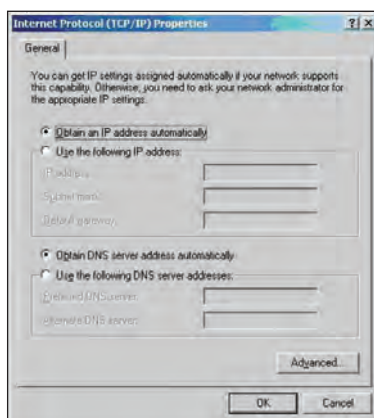 Internet Protocol (TCP/IP) Properties
General
You can get IP settings assigned automatically if your network supports
this capability. Otherwise, you need to ask your network administrator for
the appropriate IP settings.
Obtain an IP address automatically
Use the following IP address:
IP address:
Subnet mask:
Default gateway:
Obtain DNS server address automatically
Use the following DNS server addresses:
Preferred DNS server:
Alternate DNS server:
Advanced...
OK Cancel